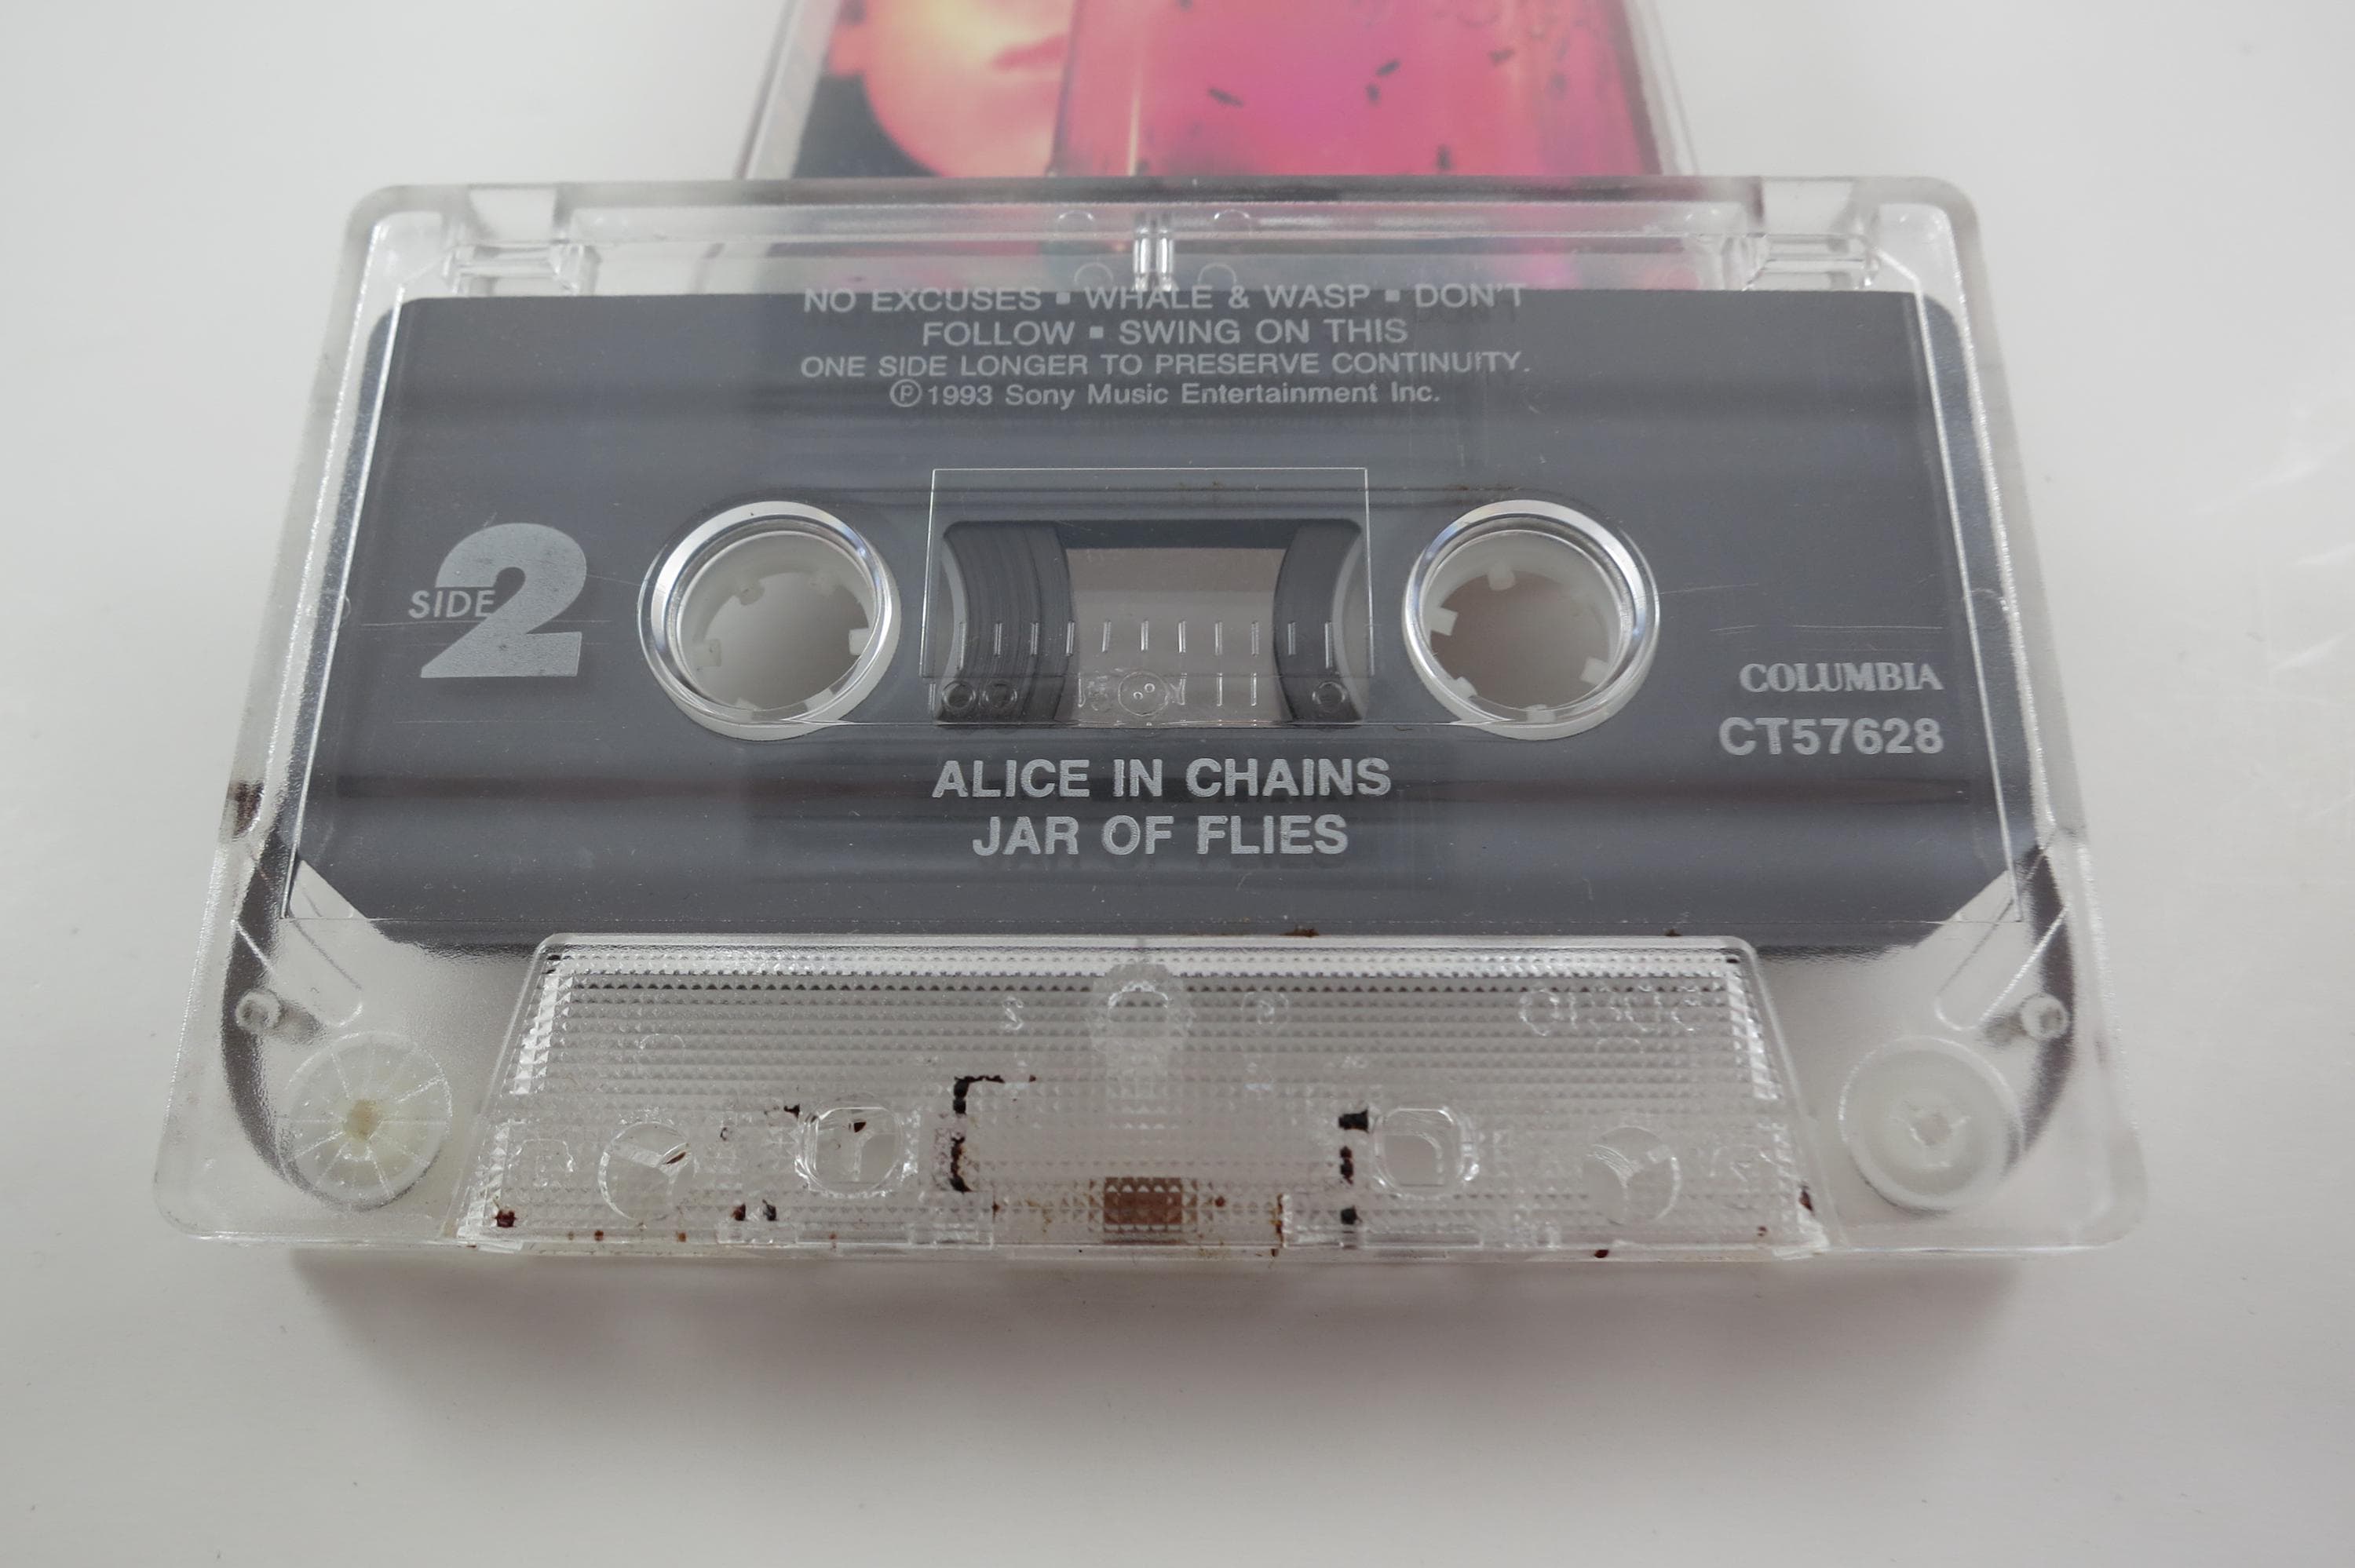 NO EXCUSES ▪ WHALE & WASP ▪ DON'T
FOLLOW ▪ SWING ON THIS
ONE SIDE LONGER TO PRESERVE CONTINUITY.
℗1993 Sony Music Entertainment Inc.
SIDE 2
COLUMBIA
CT57628
ALICE IN CHAINS
JAR OF FLIES